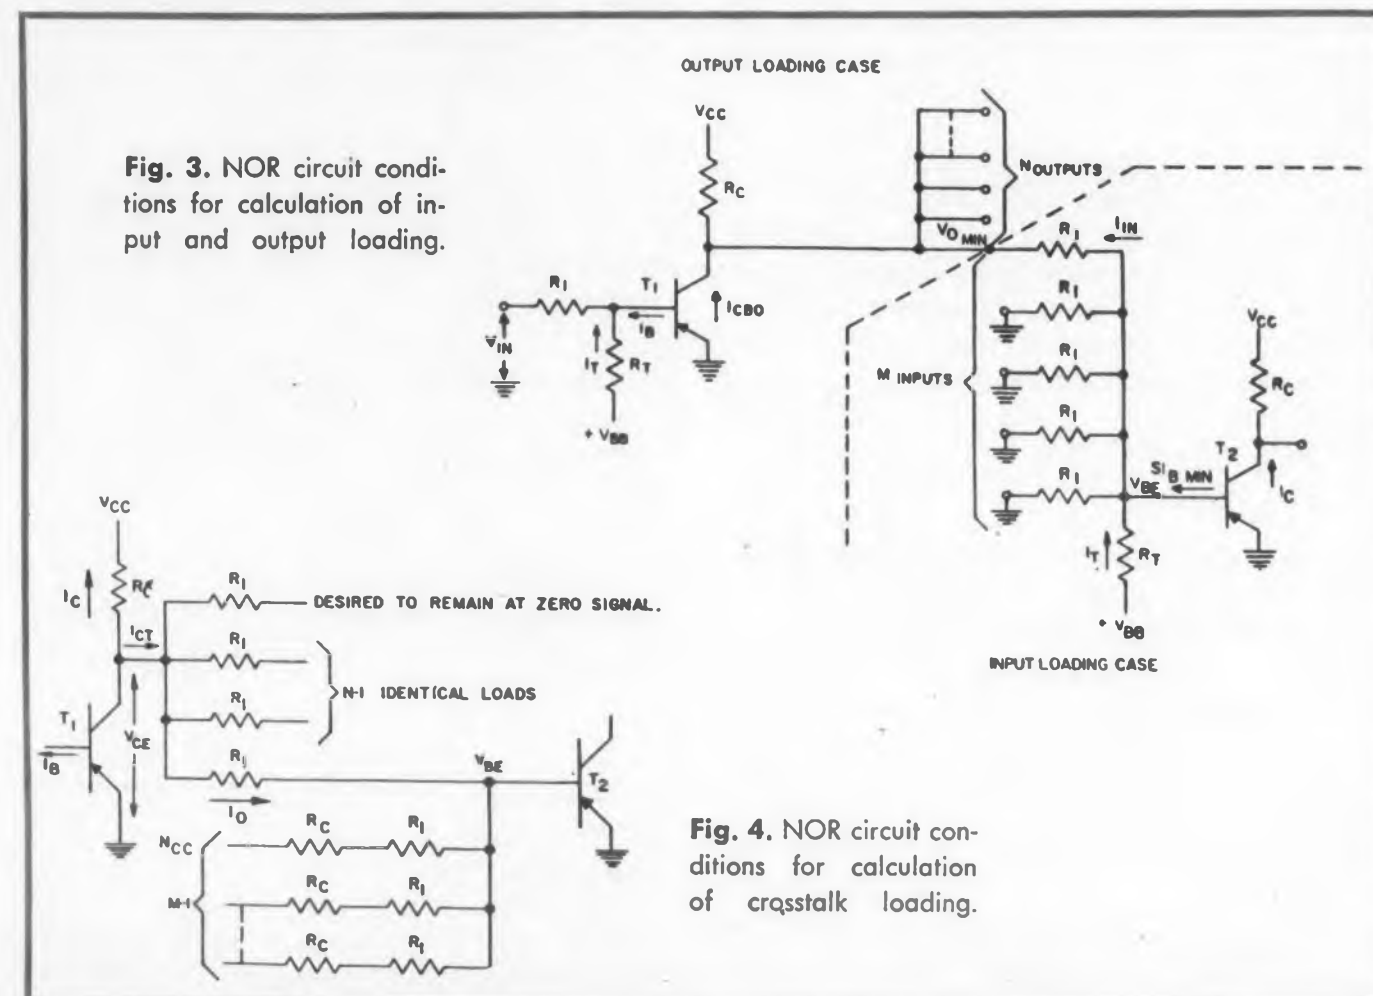 OUTPUT LOADING CASE
VCC
RC
N OUTPUTS
VO MIN
R1
IIN
Fig. 3. NOR circuit condi-
tions for calculation of in-
put and output loading.
R1
T1
ICBO
IB
VIN
IT
RT
+ VBB
R1
R1
R1
R1
M INPUTS
VCC
RC
T2
SIB MIN
VBE
IC
IT
RT
+ VBB
INPUT LOADING CASE
VCC
RC
IC
ICT
R1
DESIRED TO REMAIN AT ZERO SIGNAL.
R1
N-1 IDENTICAL LOADS
R1
T1
VCE
IB
R1
VBE
T2
IO
NCC
RC
R1
M-1
RC
R1
RC
R1
Fig. 4. NOR circuit con-
ditions for calculation
of crosstalk loading.